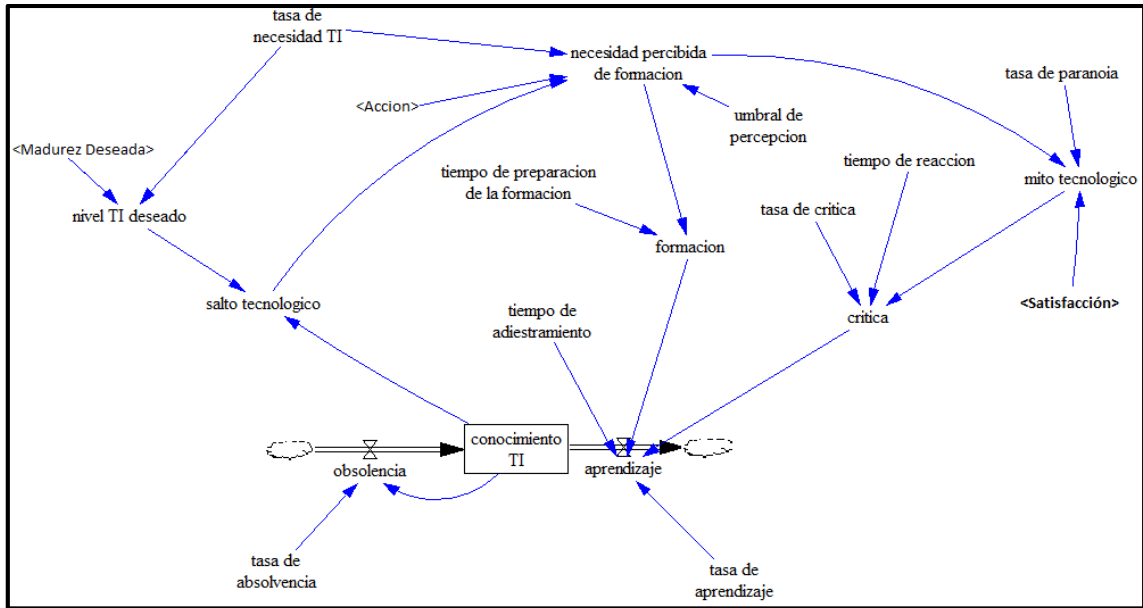 tasa de
necesidad TI
necesidad percibida
de formacion
tasa de paranoia
<Accion>
umbral de
percepcion
<Madurez Deseada>
tiempo de preparacion
de la formacion
tiempo de reaccion
mito tecnologico
nivel TI deseado
tasa de critica
formacion
salto tecnologico
<Satisfacción>
tiempo de
adiestramiento
critica
conocimiento
TI
obsolencia
aprendizaje
tasa de
absolvencia
tasa de
aprendizaje